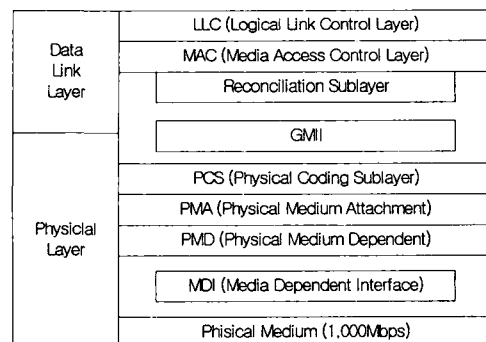 LLC (Logical Link Control Layer)
Data
Link
Layer
MAC (Media Access Control Layer)
Reconciliation Sublayer
GMII
Physiclal
Layer
PCS (Physical Coding Sublayer)
PMA (Physical Medium Attachment)
PMD (Physical Medium Dependent)
MDI (Media Dependent Interface)
Phisical Medium (1,000Mbps)